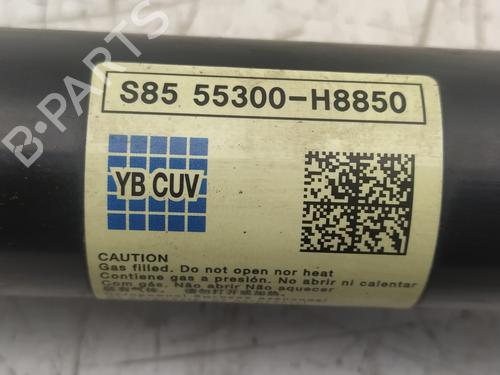 B-PARTS
S85 55300-H8850
YB CUV
CAUTION
Gas filled. Do not open nor heat
Contiene gas a presión. No abrir ni calentar
Com gás. Não abrir Não aquecer